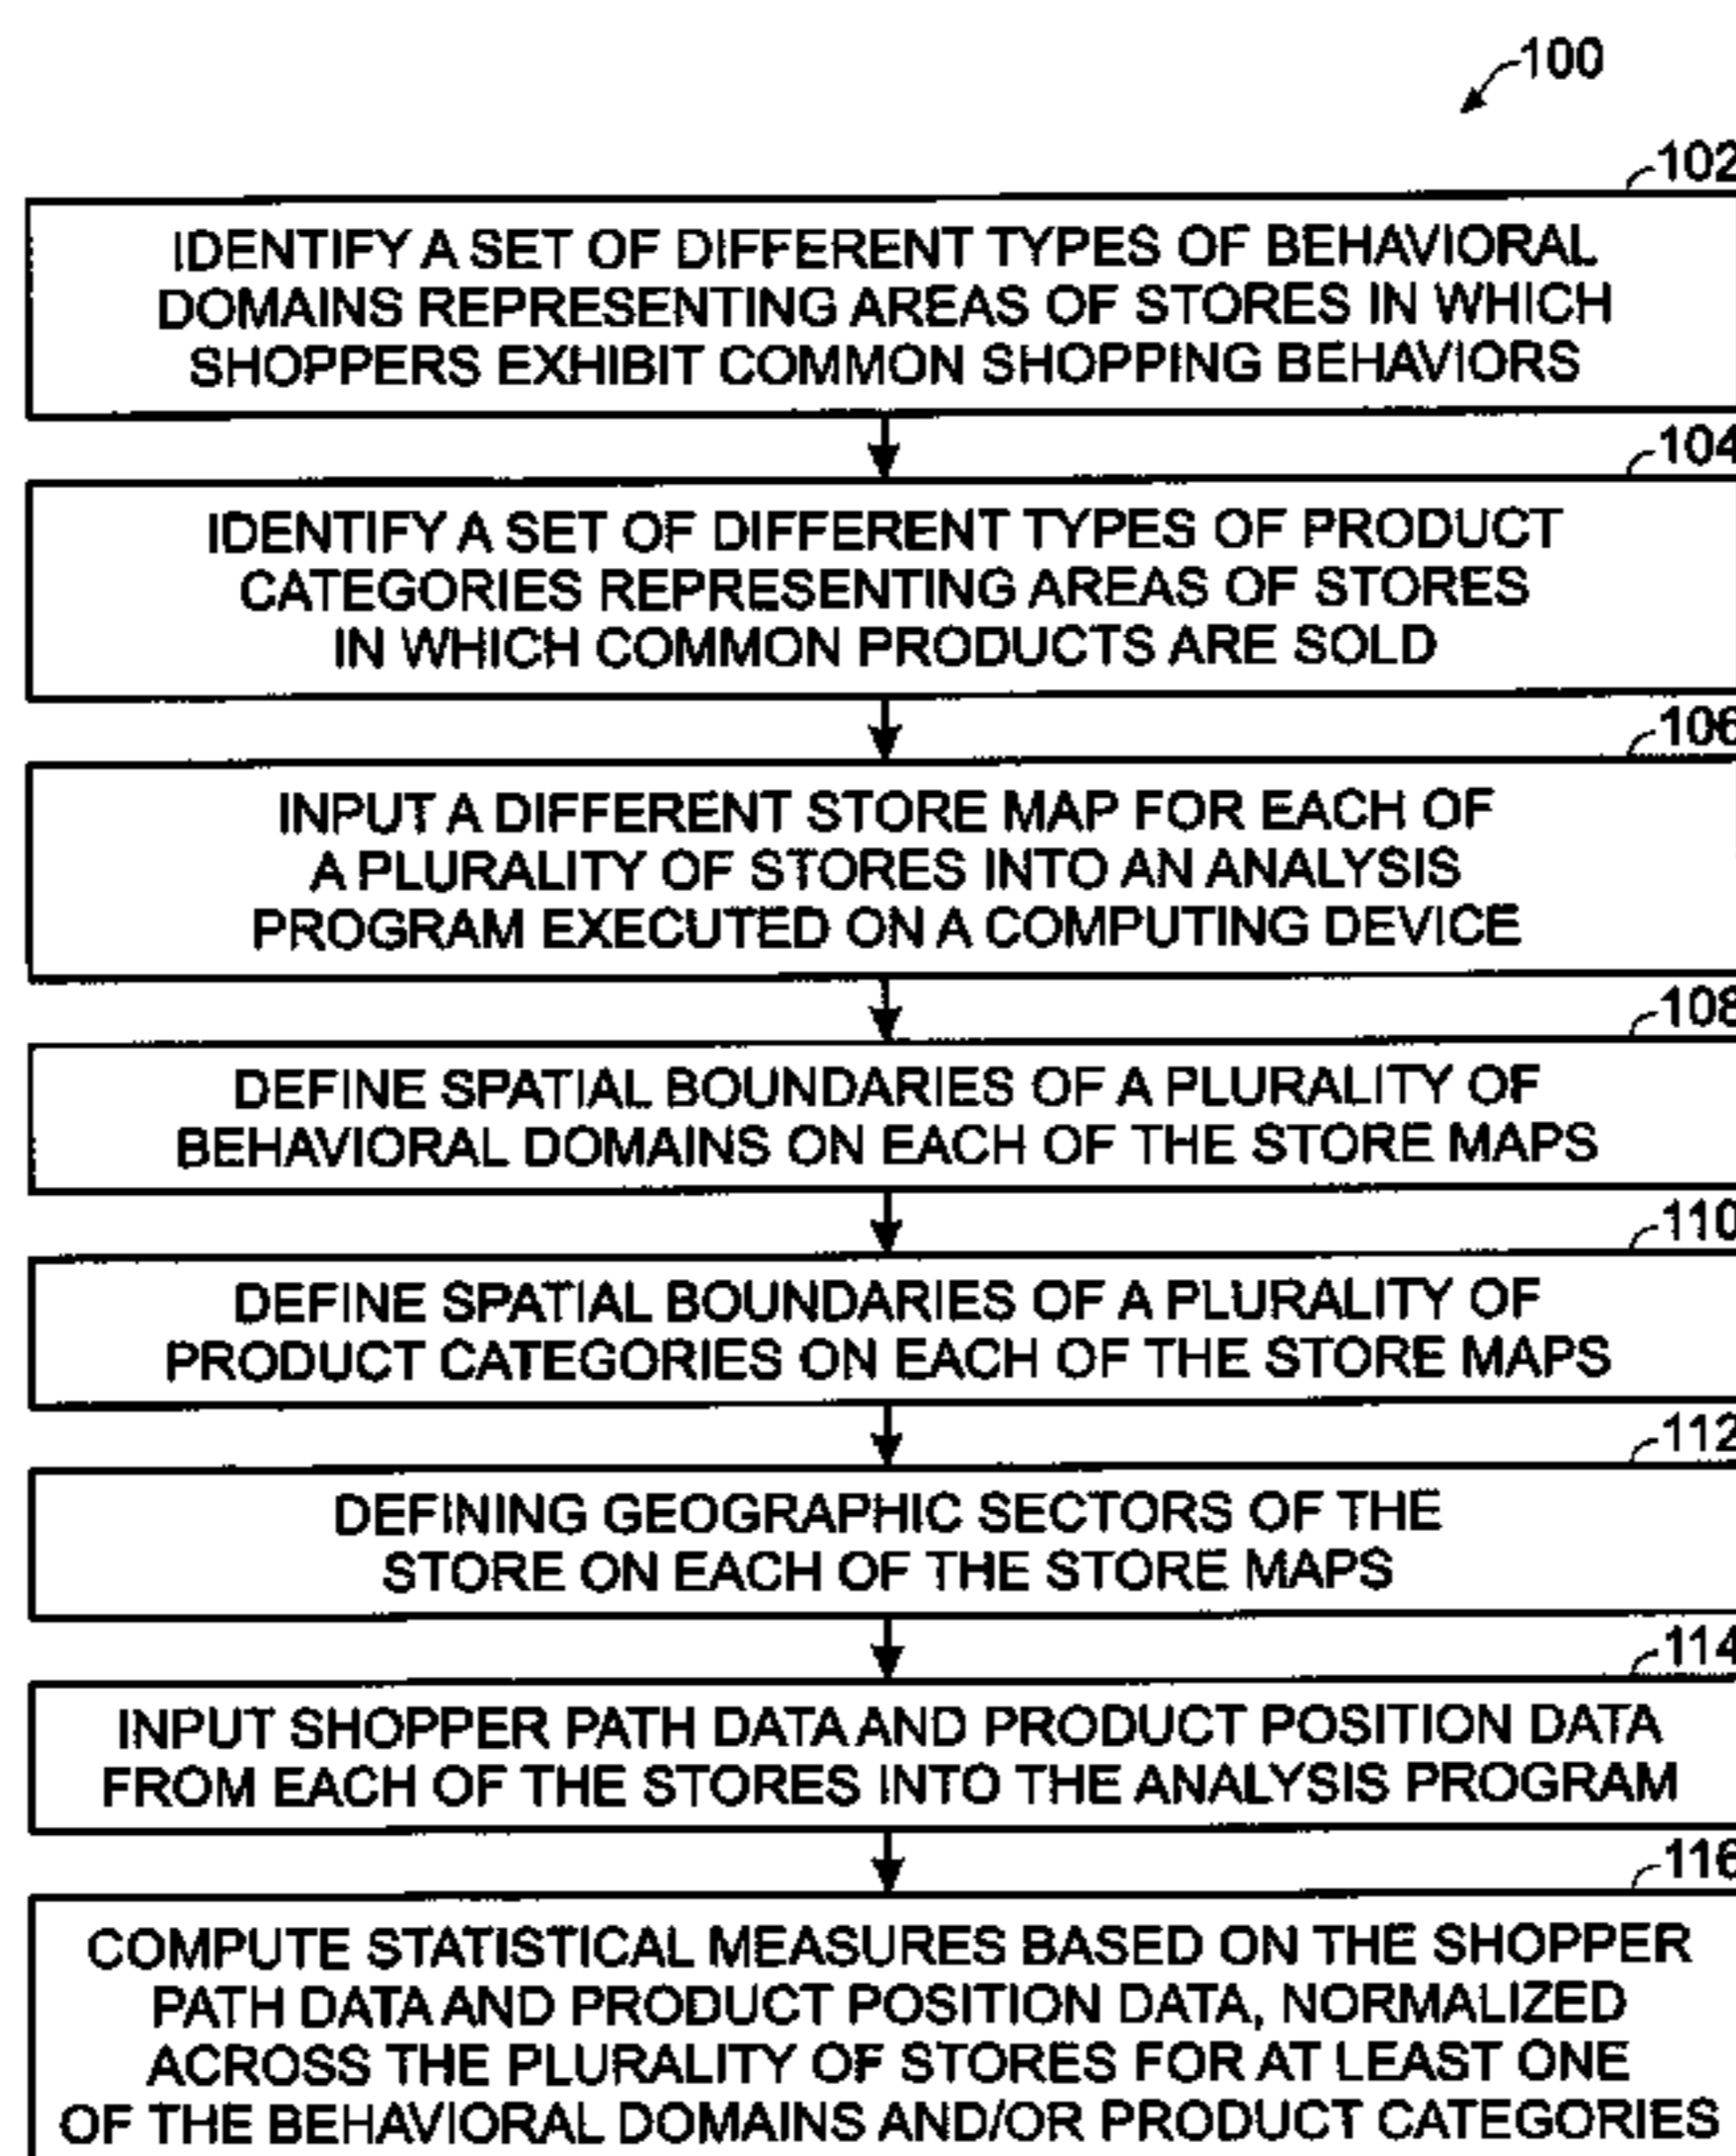 100
102
IDENTIFY A SET OF DIFFERENT TYPES OF BEHAVIORAL
DOMAINS REPRESENTING AREAS OF STORES IN WHICH
SHOPPERS EXHIBIT COMMON SHOPPING BEHAVIORS
104
IDENTIFY A SET OF DIFFERENT TYPES OF PRODUCT
CATEGORIES REPRESENTING AREAS OF STORES
IN WHICH COMMON PRODUCTS ARE SOLD
106
INPUT A DIFFERENT STORE MAP FOR EACH OF
A PLURALITY OF STORES INTO AN ANALYSIS
PROGRAM EXECUTED ON A COMPUTING DEVICE
108
DEFINE SPATIAL BOUNDARIES OF A PLURALITY OF
BEHAVIORAL DOMAINS ON EACH OF THE STORE MAPS
110
DEFINE SPATIAL BOUNDARIES OF A PLURALITY OF
PRODUCT CATEGORIES ON EACH OF THE STORE MAPS
112
DEFINING GEOGRAPHIC SECTORS OF THE
STORE ON EACH OF THE STORE MAPS
114
INPUT SHOPPER PATH DATA AND PRODUCT POSITION DATA
FROM EACH OF THE STORES INTO THE ANALYSIS PROGRAM
116
COMPUTE STATISTICAL MEASURES BASED ON THE SHOPPER
PATH DATA AND PRODUCT POSITION DATA, NORMALIZED
ACROSS THE PLURALITY OF STORES FOR AT LEAST ONE
OF THE BEHAVIORAL DOMAINS AND/OR PRODUCT CATEGORIES